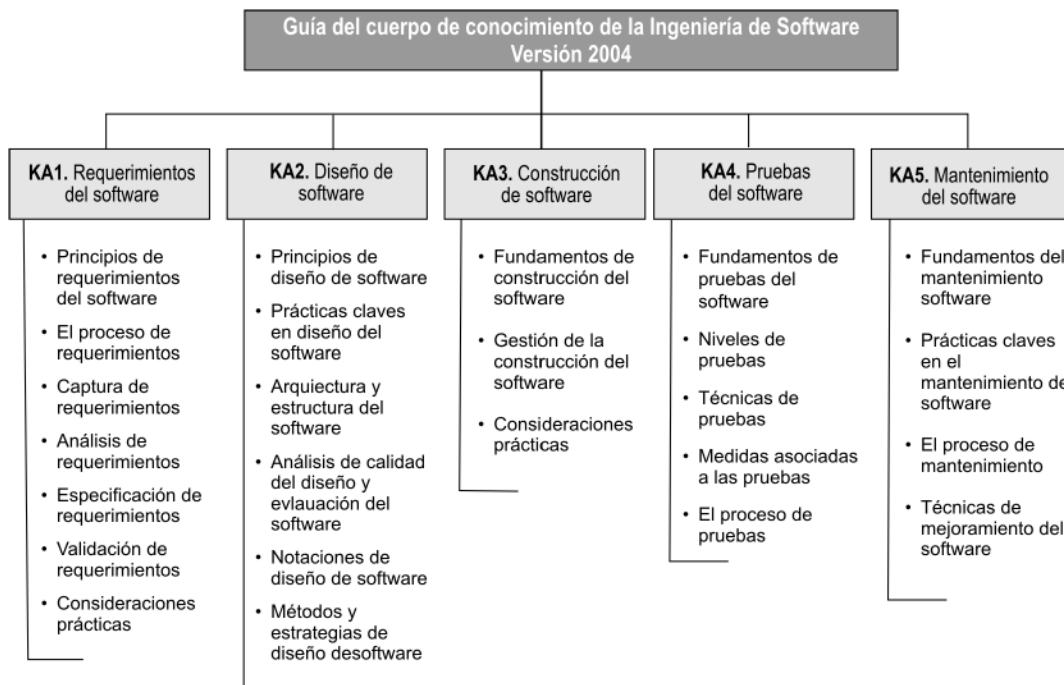 Guía del cuerpo de conocimiento de la Ingeniería de Software
Versión 2004
KA1. Requerimientos
del software
• Principios de
requerimientos
del software
• El proceso de
requerimientos
• Captura de
requerimientos
• Análisis de
requerimientos
• Especificación de
requerimientos
• Validación de
requerimientos
• Consideraciones
prácticas
KA2. Diseño de
software
• Principios de
diseño de software
• Prácticas claves
en diseño del
software
• Arquiectura y
estructura del
software
• Análisis de calidad
del diseño y
evlauación del
software
• Notaciones de
diseño de software
• Métodos y
estrategias de
diseño desoftware
KA3. Construcción
de software
• Fundamentos de
construcción del
software
• Gestión de la
construcción del
software
• Consideraciones
prácticas
KA4. Pruebas
del software
• Fundamentos de
pruebas del
software
• Niveles de
pruebas
• Técnicas de
pruebas
• Medidas asociadas
a las pruebas
• El proceso de
pruebas
KA5. Mantenimiento
del software
• Fundamentos del
mantenimiento
software
• Prácticas claves
en el
mantenimiento de
software
• El proceso de
mantenimiento
• Técnicas de
mejoramiento del
software